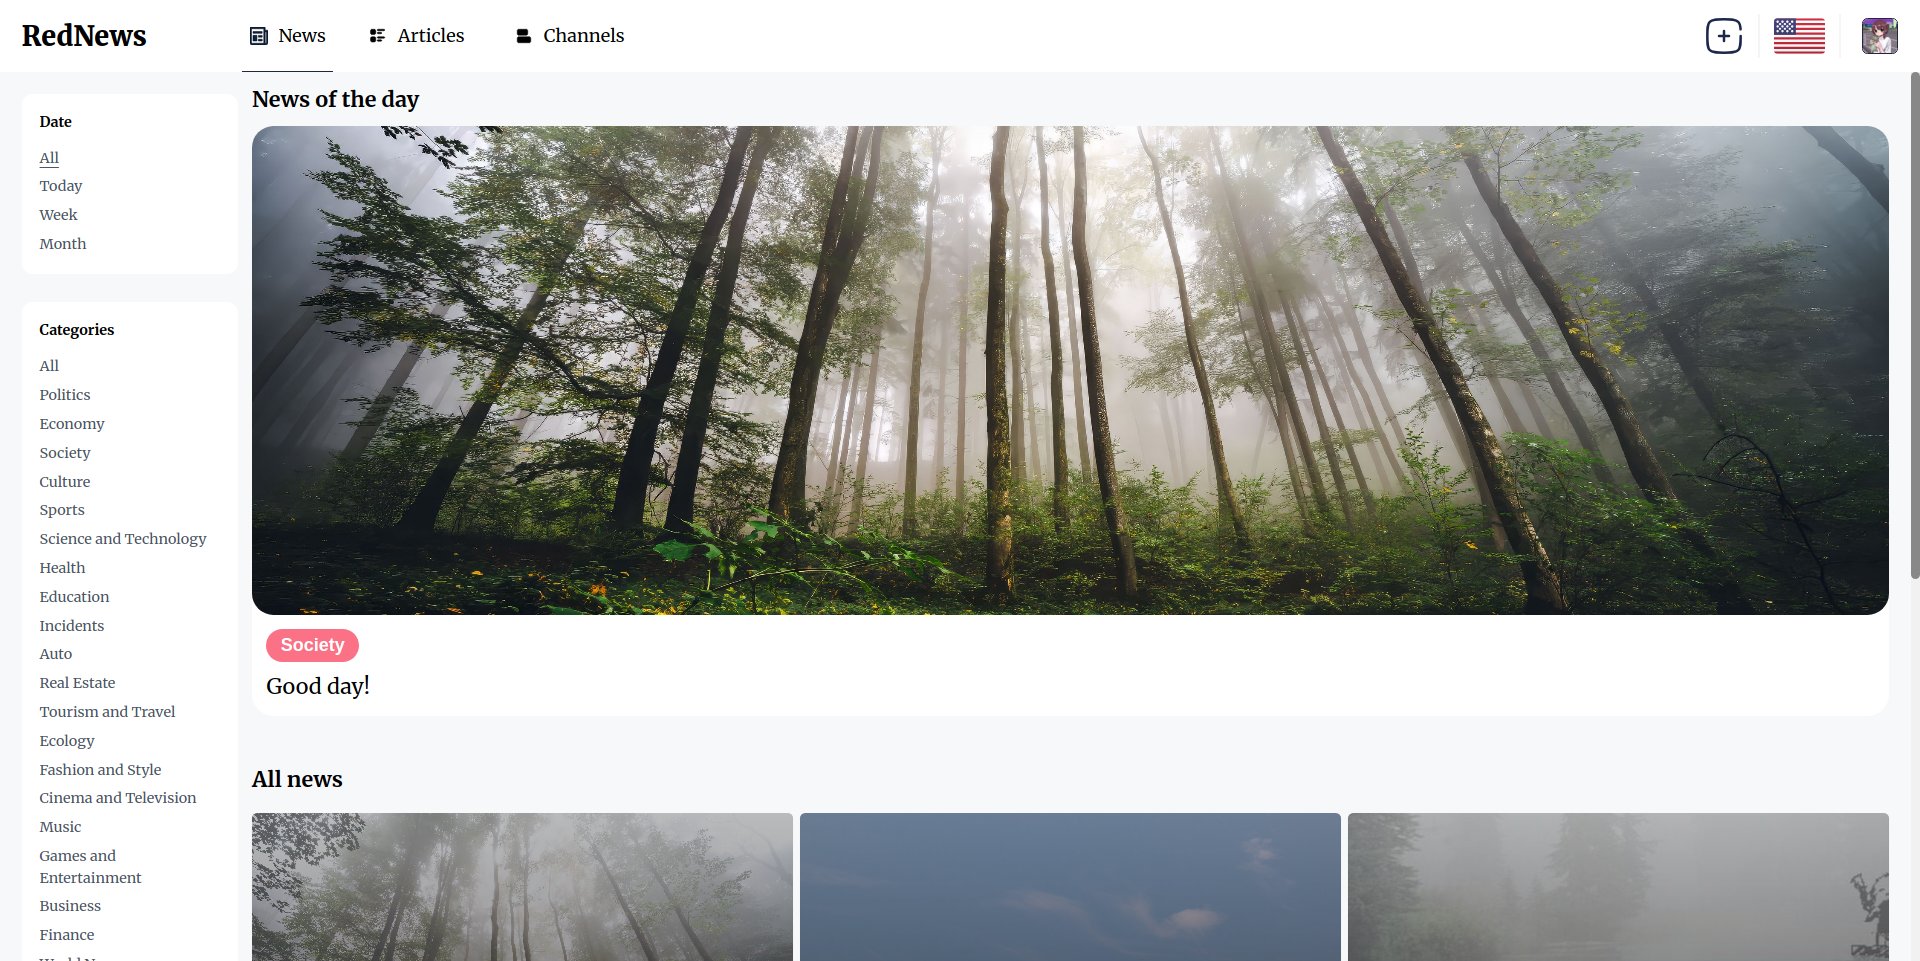 RedNews
News
Articles
Channels
Date
All
Today
Week
Month
Categories
All
Politics
Economy
Society
Culture
Sports
Science and Technology
Health
Education
Incidents
Auto
Real Estate
Tourism and Travel
Ecology
Fashion and Style
Cinema and Television
Music
Games and
Entertainment
Business
Finance
News of the day
Society
Good day!
All news